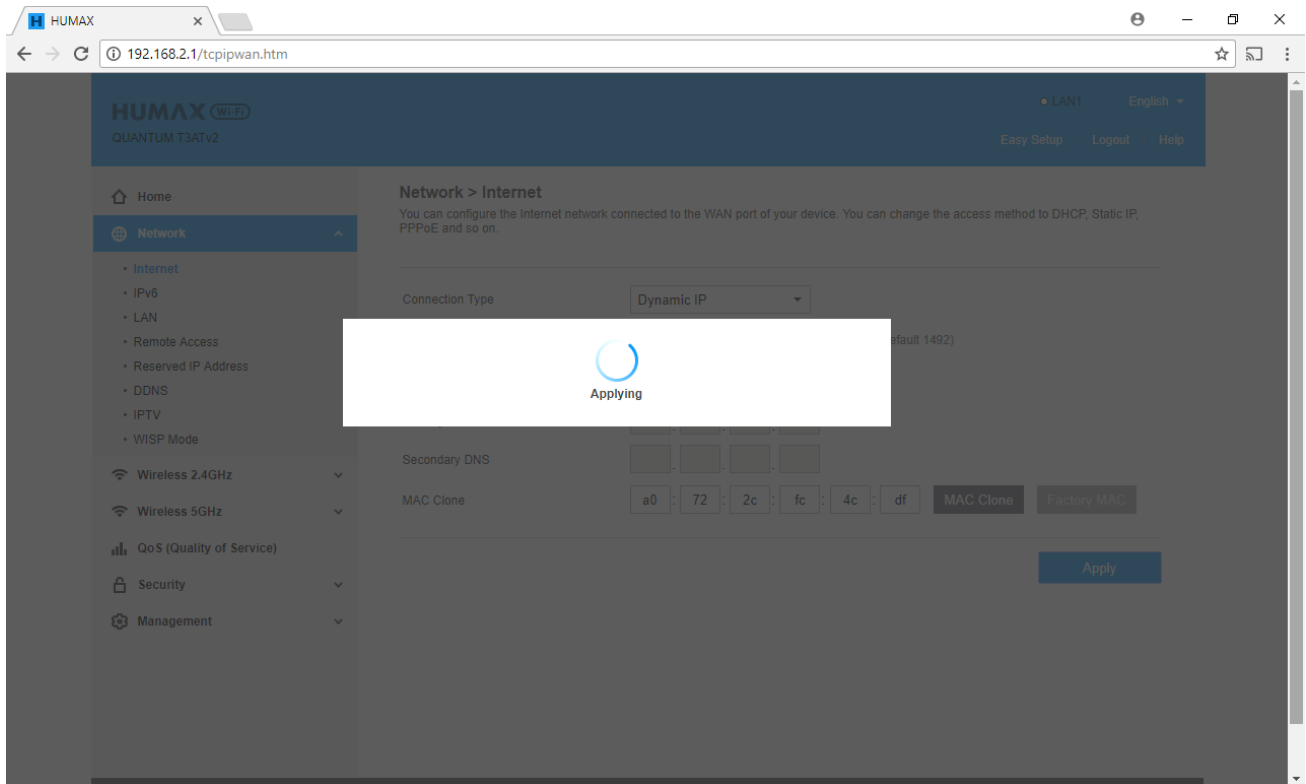 HUMAX
192.168.2.1/tcpipwan.htm
HUMAX Wi-Fi
LAN1 English
QUANTUM T3ATv2
Easy Setup Logout Help
Home
Network
Internet
IPv6
LAN
Remote Access
Reserved IP Address
DDNS
IPTV
WISP Mode
Wireless 2.4GHz
Wireless 5GHz
QoS (Quality of Service)
Security
Management
Network > Internet
You can configure the Internet network connected to the WAN port of your device. You can change the access method to DHCP, Static IP,
PPPoE and so on.
Connection Type Dynamic IP
efault 1492)
Applying
Secondary DNS . . .
MAC Clone a0 : 72 : 2c : fc : 4c : df MAC Clone Factory MAC
Apply